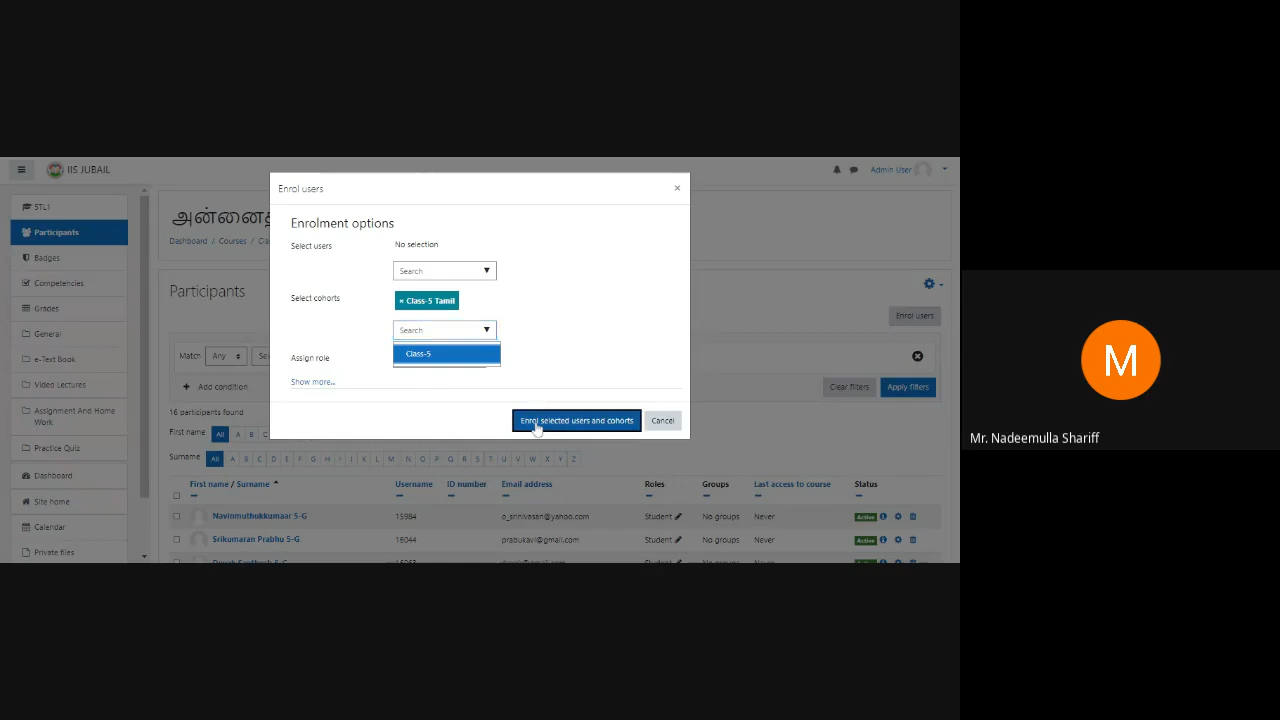 IIS JUBAIL
Admin User
STL1
Participants
Badges
Competencies
Grades
General
e-Text Book
Video Lectures
Assignment And Home
Work
Practice Quiz
Dashboard
Site home
Calendar
Private files
Dashboard / Courses /
Participants
Enrol users
Match Any
Add condition
Clear filters
Apply filters
16 participants found
First name All A B C
Surname All A B C D E F G H I J K L M N O P Q R S T U V W X Y Z
Enrol users
×
Enrolment options
Select users
No selection
Search ▼
Select cohorts
× Class-5 Tamil
Search ▼
Class-5
Assign role
Show more...
Enrol selected users and cohorts
Cancel
First name / Surname Username ID number Email address Roles Groups Last access to course Status
Navinmuthukkumaar 5-G 15984 o_srinivasan@yahoo.com Student No groups Never Active
Srikumaran Prabhu 5-G 16044 prabukavi@gmail.com Student No groups Never Active
M
Mr. Nadeemulla Shariff